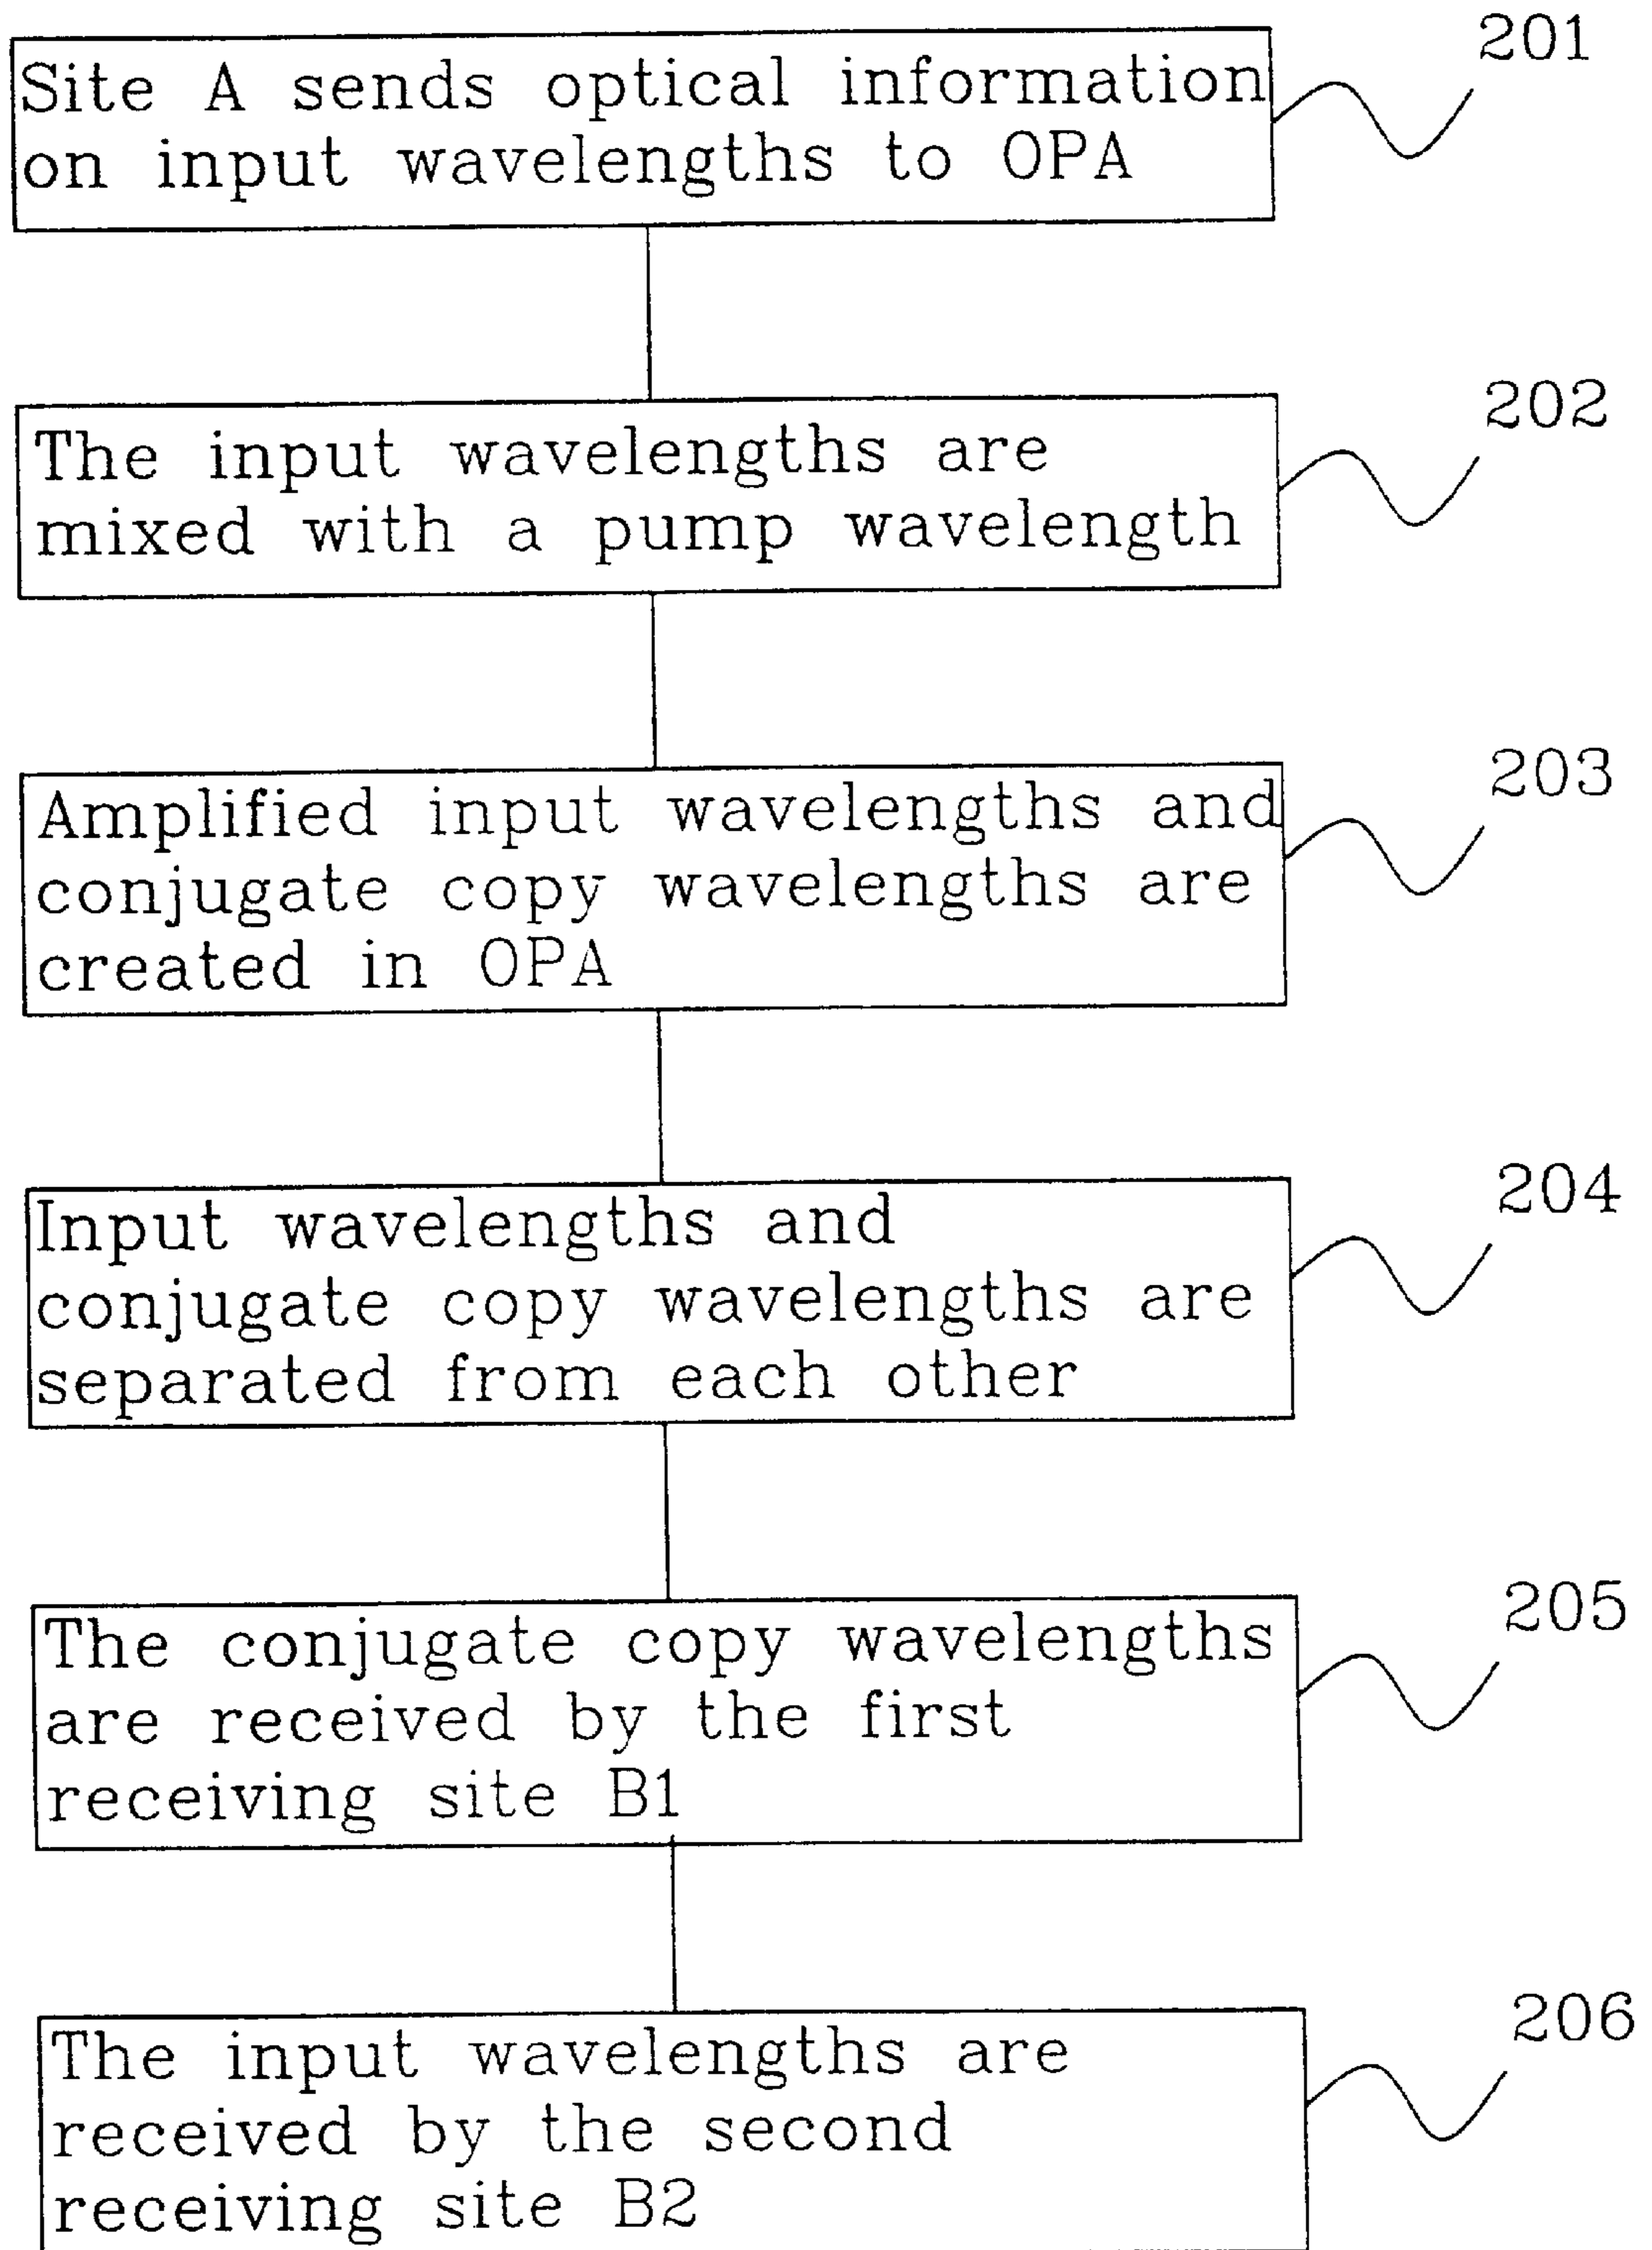 201
Site A sends optical information
on input wavelengths to OPA
202
The input wavelengths are
mixed with a pump wavelength
203
Amplified input wavelengths and
conjugate copy wavelengths are
created in OPA
204
Input wavelengths and
conjugate copy wavelengths are
separated from each other
205
The conjugate copy wavelengths
are received by the first
receiving site B1
206
The input wavelengths are
received by the second
receiving site B2